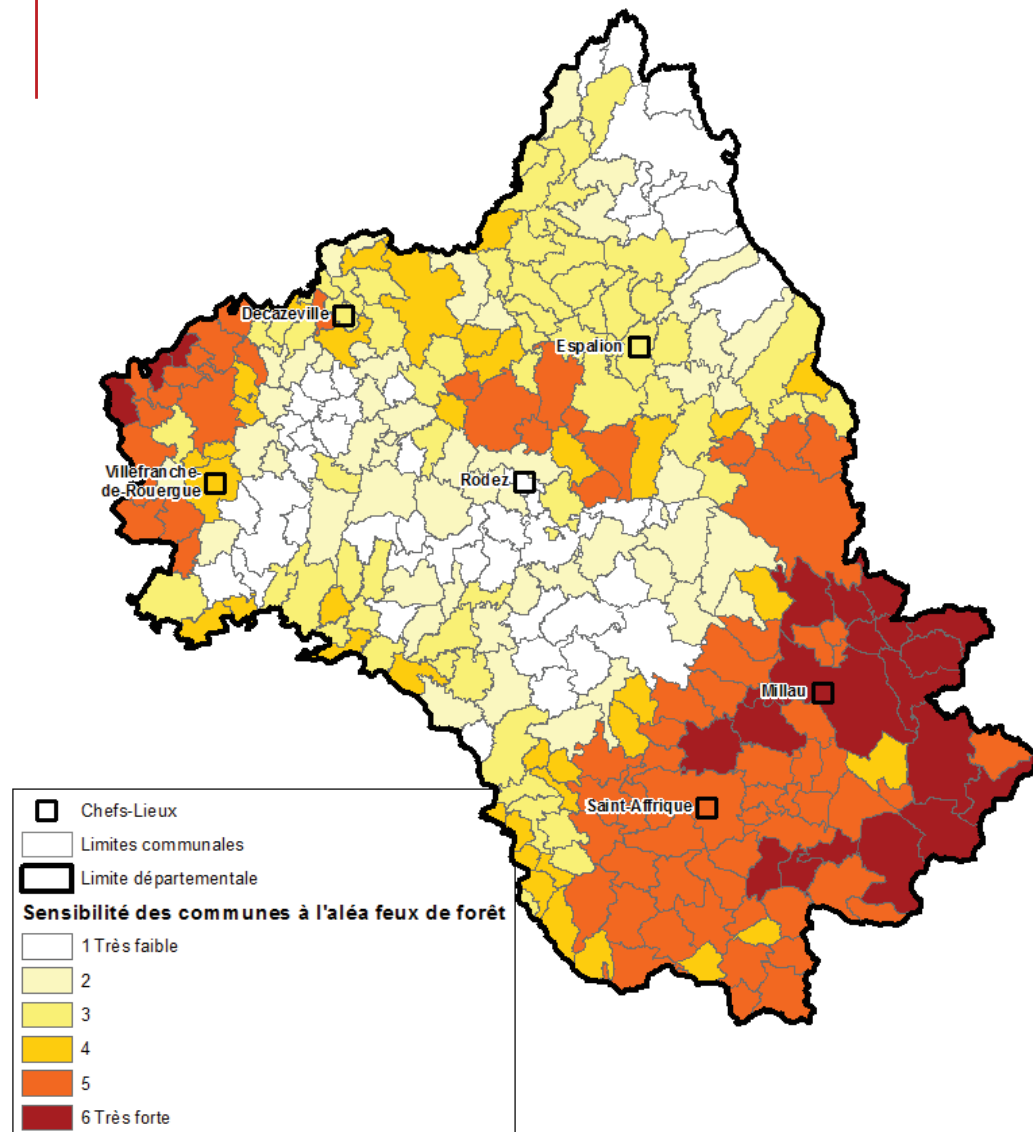 Decazeville
Espalion
Villefranche-
de-Rouergue
Rodez
Millau
Saint-Affrique
Chefs-Lieux
Limites communales
Limite départementale
Sensibilité des communes à l'aléa feux de forêt
1 Très faible
2
3
4
5
6 Très forte